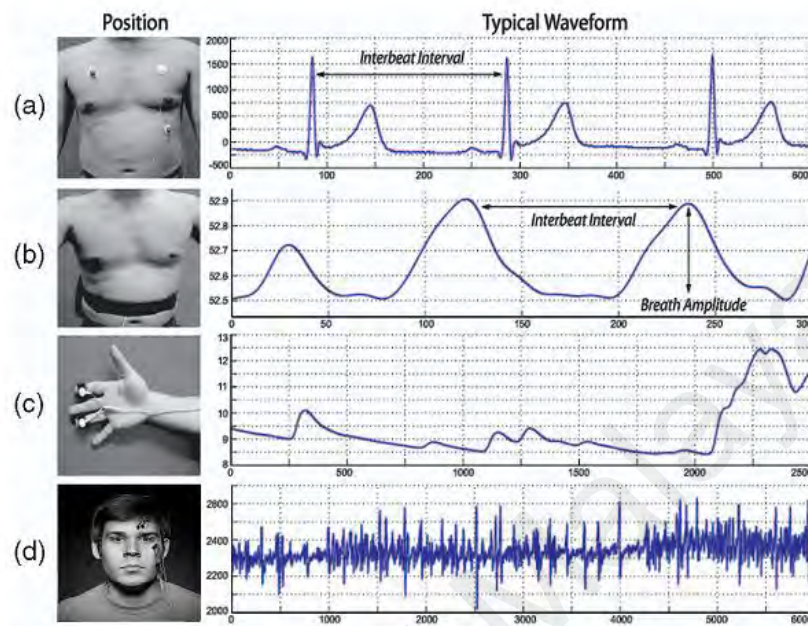 Position Typical Waveform
(a)
2000
1500
1000
500
0
-500
Interbeat Interval
0 100 200 300 400 500 600
(b)
52.9
52.7
52.6
52.5
Interbeat Interval
Breath Amplitude
0 50 100 150 200 250 300
(c)
13
12
11
10
9
8
500 1000 1500 2000 2500
(d)
2800
2400
2200
2000
0 1000 2000 3000 4000 5000 6000
Malaya